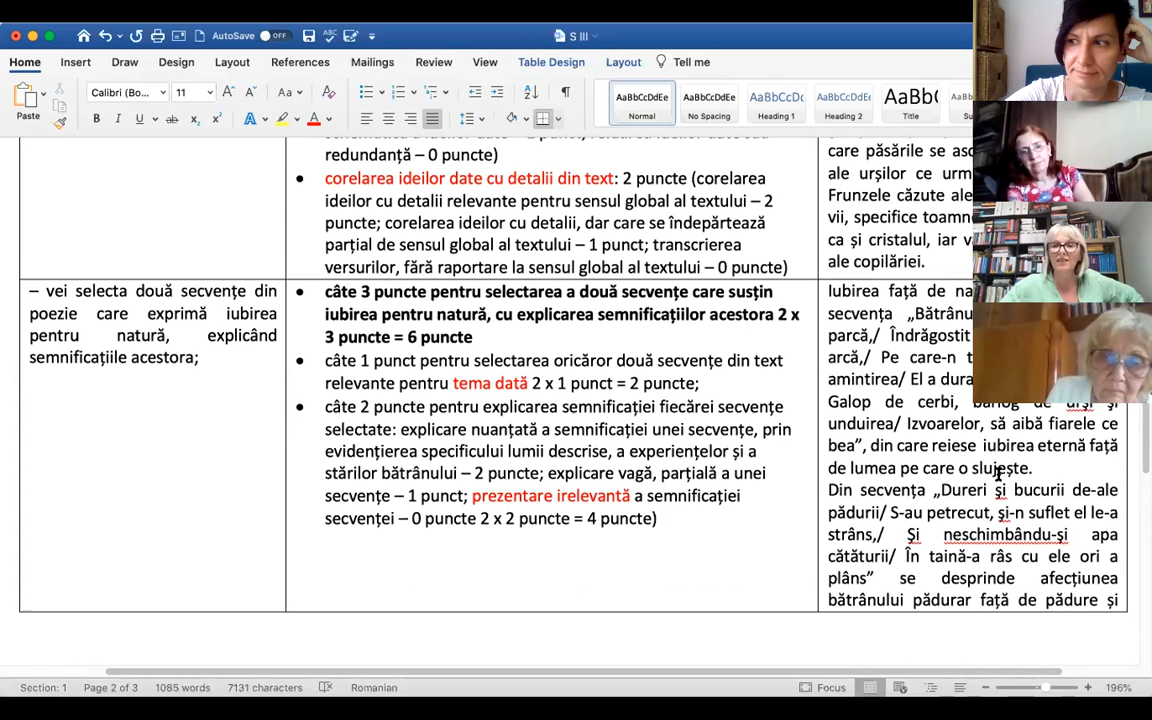 AutoSave OFF
S III
Home Insert Draw Design Layout References Mailings Review View Table Design Layout Tell me
Paste
Calibri (Bo... 11
AaBbCcDdEe AaBbCcDdEe AaBbCcDc AaBbCcDdEe AaBb(
Normal No Spacing Heading 1 Heading 2 Title
redundanță – 0 puncte)
corelarea ideilor date cu detalii din text: 2 puncte (corelarea
ideilor cu detalii relevante pentru sensul global al textului – 2
puncte; corelarea ideilor cu detalii, dar care se îndepărtează
parțial de sensul global al textului – 1 punct; transcrierea
versurilor, fără raportare la sensul global al textului – 0 puncte)
care păsările se
ale urșilor ce
Frunzele căzute ale
vii, specifice
ca și cristalul, iar
ale copilăriei.
– vei selecta două secvențe din
poezie care exprimă iubirea
pentru natură, explicând
semnificațiile acestora;
câte 3 puncte pentru selectarea a două secvențe care susțin
iubirea pentru natură, cu explicarea semnificațiilor acestora 2 x
3 puncte = 6 puncte
câte 1 punct pentru selectarea oricăror două secvențe din text
relevante pentru tema dată 2 x 1 punct = 2 puncte;
câte 2 puncte pentru explicarea semnificației fiecărei secvențe
selectate: explicare nuanțată a semnificației unei secvențe, prin
evidențierea specificului lumii descrise, a experiențelor și a
stărilor bătrânului – 2 puncte; explicare vagă, parțială a unei
secvențe – 1 punct; prezentare irelevantă a semnificației
secvenței – 0 puncte 2 x 2 puncte = 4 puncte)
Iubirea față de
secvența
parcă,/ Îndrăgostit
arcă,/ Pe care-n
amintirea/ El a
Galop de cerbi, bârlog de urși și
unduirea/ Izvoarelor, să aibă fiarele ce
bea”, din care reiese iubirea eternă față
de lumea pe care o slujește.
Din secvența „Dureri și bucurii de-ale
pădurii/ S-au petrecut, și-n suflet el le-a
strâns,/ Și neschimbându-și apa
cătăturii/ În taină-a râs cu ele ori a
plâns” se desprinde afecțiunea
bătrânului pădurar față de pădure și
Section: 1 Page 2 of 3 1085 words 7131 characters Romanian Focus 196%